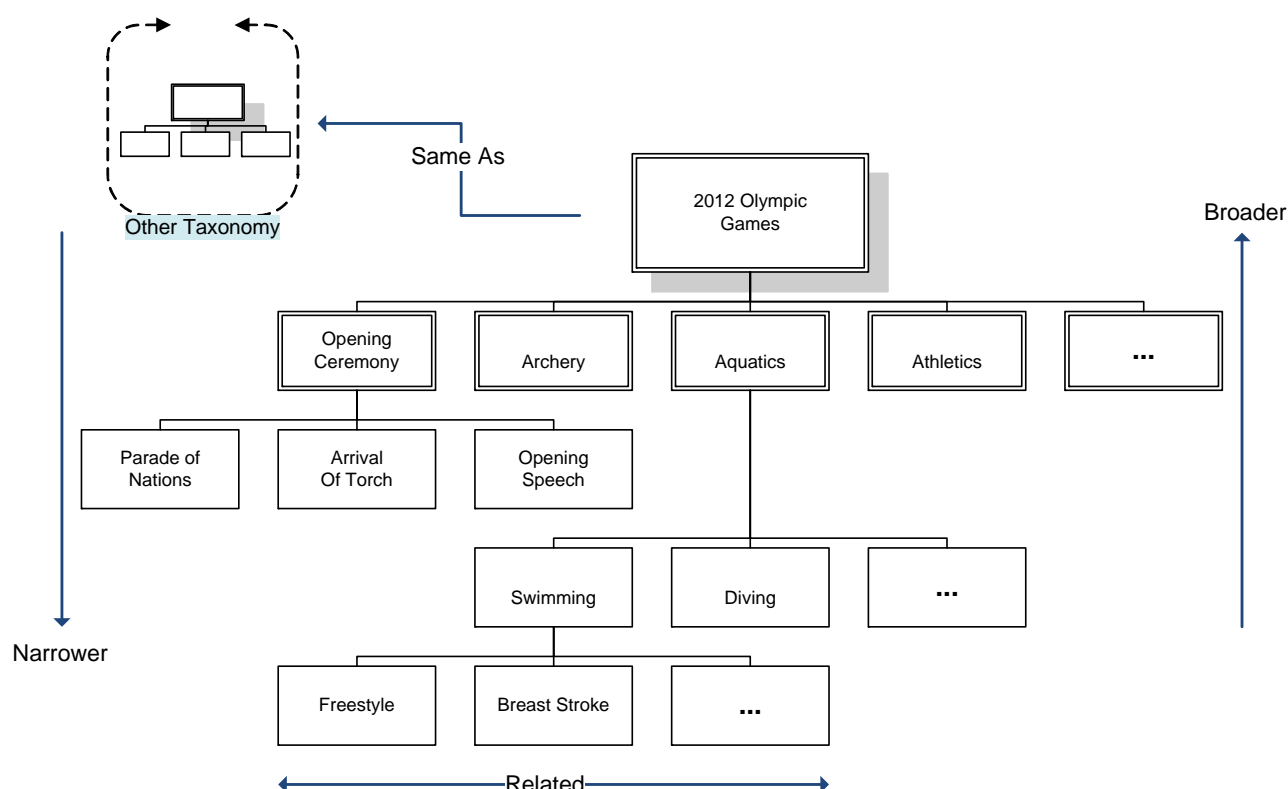 Same As
Other Taxonomy
2012 Olympic
Games
Broader
Opening
Ceremony
Archery
Aquatics
Athletics
...
Parade of
Nations
Arrival
Of Torch
Opening
Speech
Swimming
Diving
...
Narrower
Freestyle
Breast Stroke
...
Related